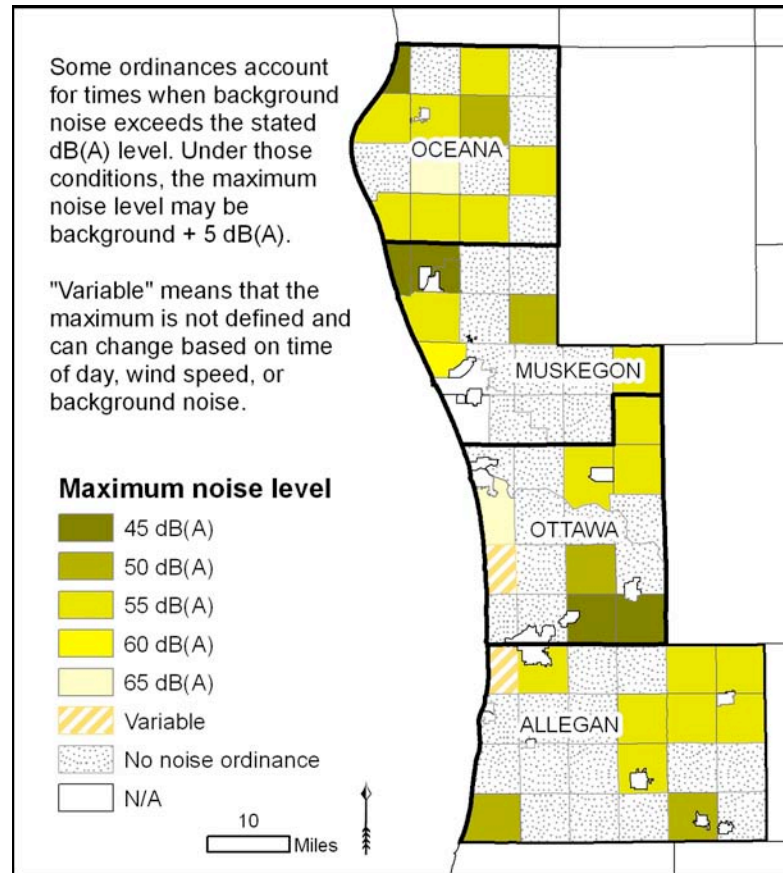 Some ordinances account
for times when background
noise exceeds the stated
dB(A) level. Under those
conditions, the maximum
noise level may be
background + 5 dB(A).
"Variable" means that the
maximum is not defined and
can change based on time
of day, wind speed, or
background noise.
OCEANA
MUSKEGON
OTTAWA
ALLEGAN
Maximum noise level
45 dB(A)
50 dB(A)
55 dB(A)
60 dB(A)
65 dB(A)
Variable
No noise ordinance
N/A
10
Miles